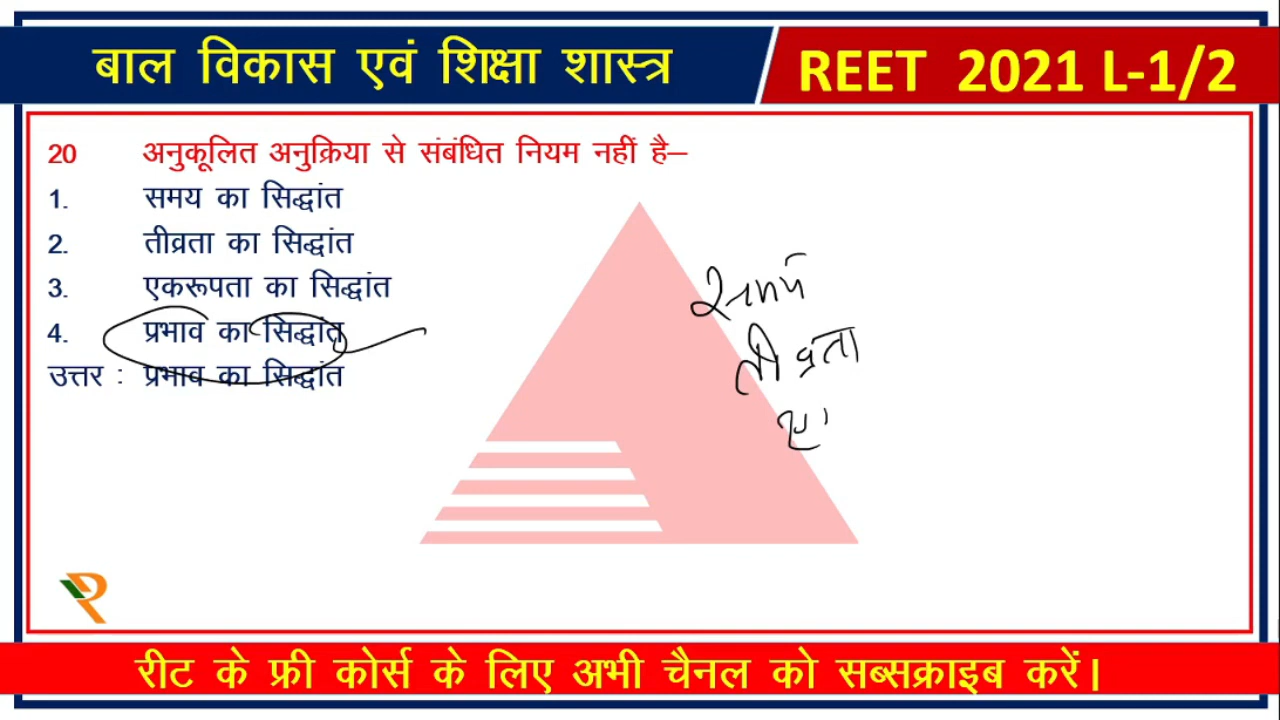 बाल विकास एवं शिक्षा शास्त्र
REET 2021 L-1/2
20 अनुकूलित अनुक्रिया से संबंधित नियम नहीं है–
1. समय का सिद्धांत
2. तीव्रता का सिद्धांत
3. एकरूपता का सिद्धांत
4. प्रभाव का सिद्धांत
उत्तर : प्रभाव का सिद्धांत
तीव्रता
रीट के फ्री कोर्स के लिए अभी चैनल को सब्सक्राइब करें।